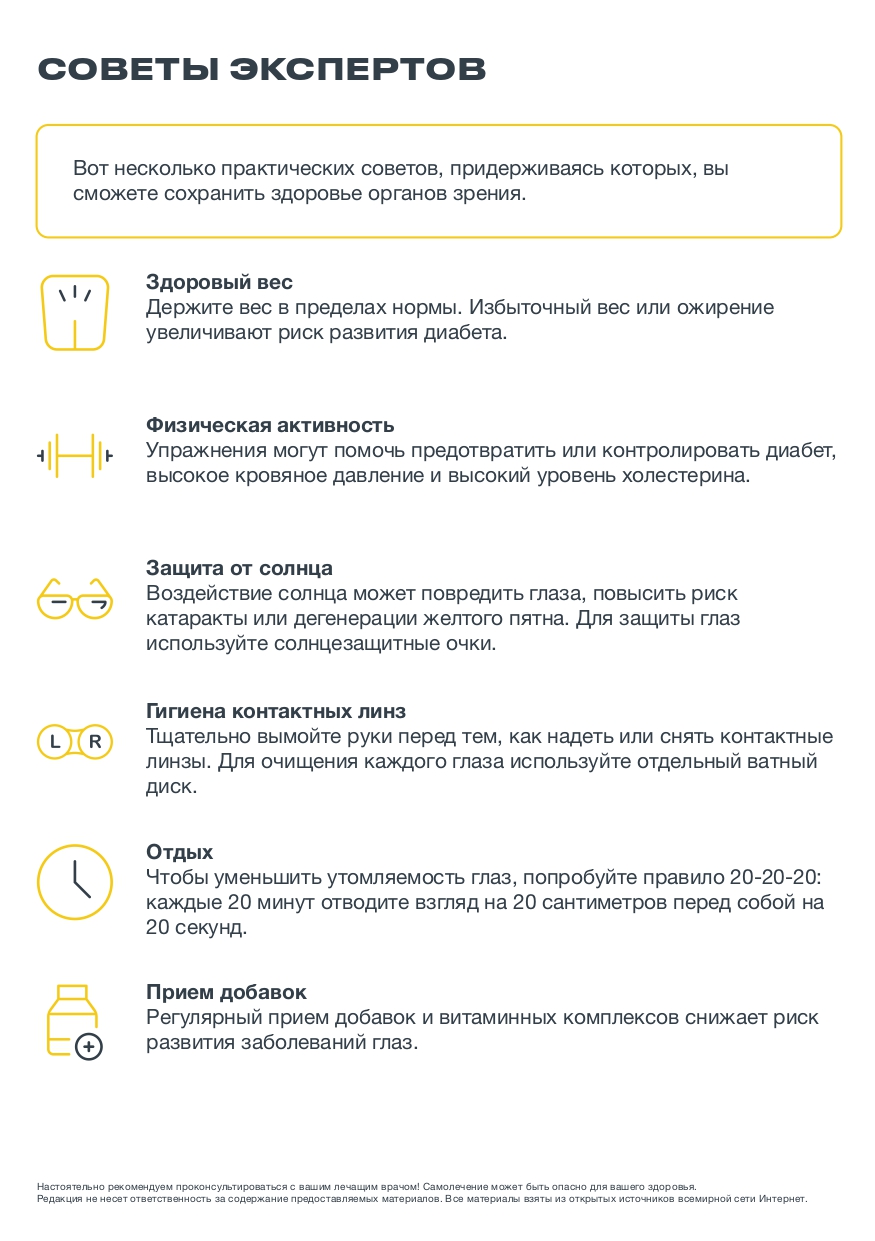 СОВЕТЫ ЭКСПЕРТОВ
Вот несколько практических советов, придерживаясь которых, вы
сможете сохранить здоровье органов зрения.
Здоровый вес
Держите вес в пределах нормы. Избыточный вес или ожирение
увеличивают риск развития диабета.
Физическая активность
Упражнения могут помочь предотвратить или контролировать диабет,
высокое кровяное давление и высокий уровень холестерина.
Защита от солнца
Воздействие солнца может повредить глаза, повысить риск
катаракты или дегенерации желтого пятна. Для защиты глаз
используйте солнцезащитные очки.
L R
Гигиена контактных линз
Тщательно вымойте руки перед тем, как надеть или снять контактные
линзы. Для очищения каждого глаза используйте отдельный ватный
диск.
Отдых
Чтобы уменьшить утомляемость глаз, попробуйте правило 20-20-20:
каждые 20 минут отводите взгляд на 20 сантиметров перед собой на
20 секунд.
Прием добавок
Регулярный прием добавок и витаминных комплексов снижает риск
развития заболеваний глаз.
Настоятельно рекомендуем проконсультироваться с вашим лечащим врачом! Самолечение может быть опасно для вашего здоровья.
Редакция не несет ответственность за содержание предоставляемых материалов. Все материалы взяты из открытых источников всемирной сети Интернет.